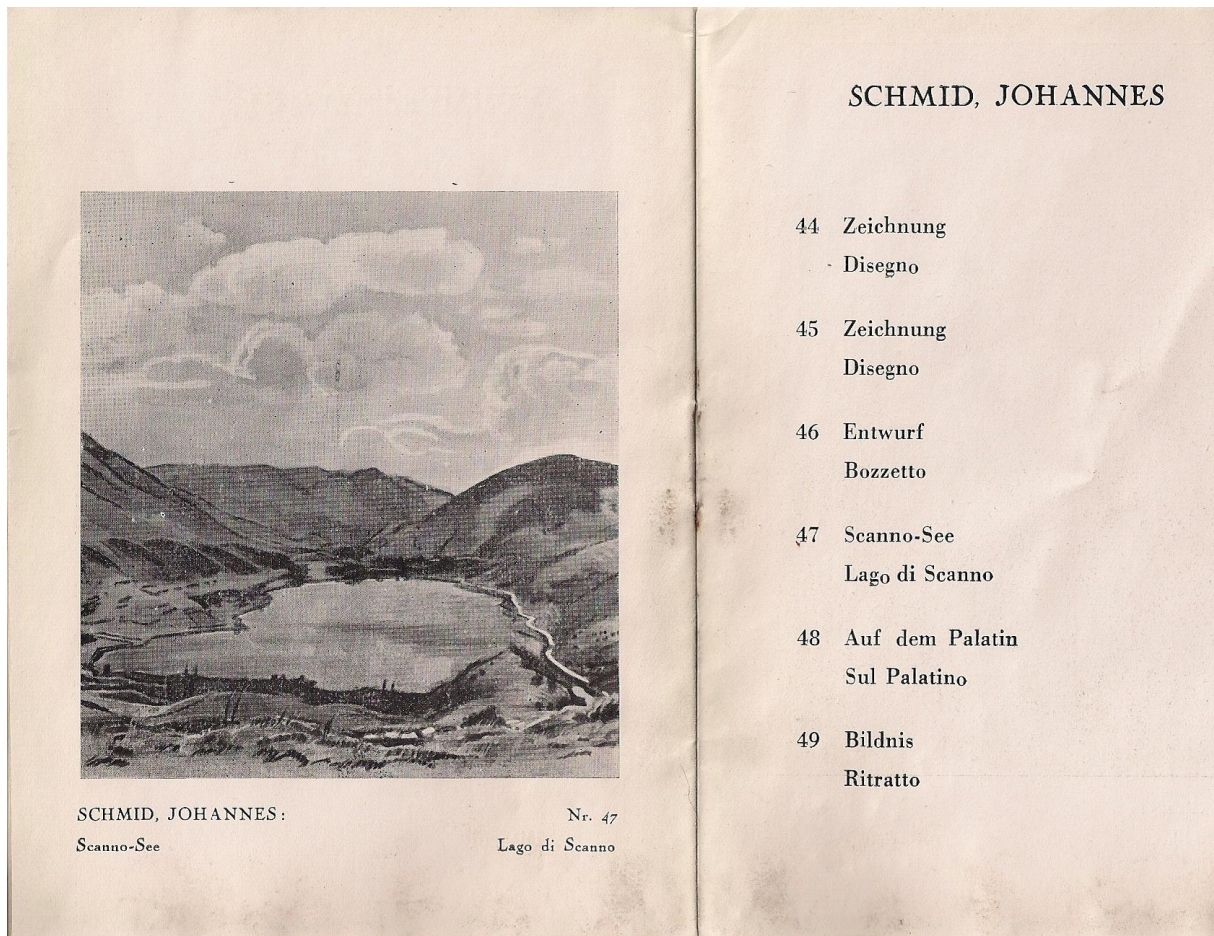 SCHMID, JOHANNES:
Nr. 47
Scanno-See
Lago di Scanno
SCHMID, JOHANNES
44 Zeichnung
Disegno
45 Zeichnung
Disegno
46 Entwurf
Bozzetto
47 Scanno-See
Lago di Scanno
48 Auf dem Palatin
Sul Palatino
49 Bildnis
Ritratto